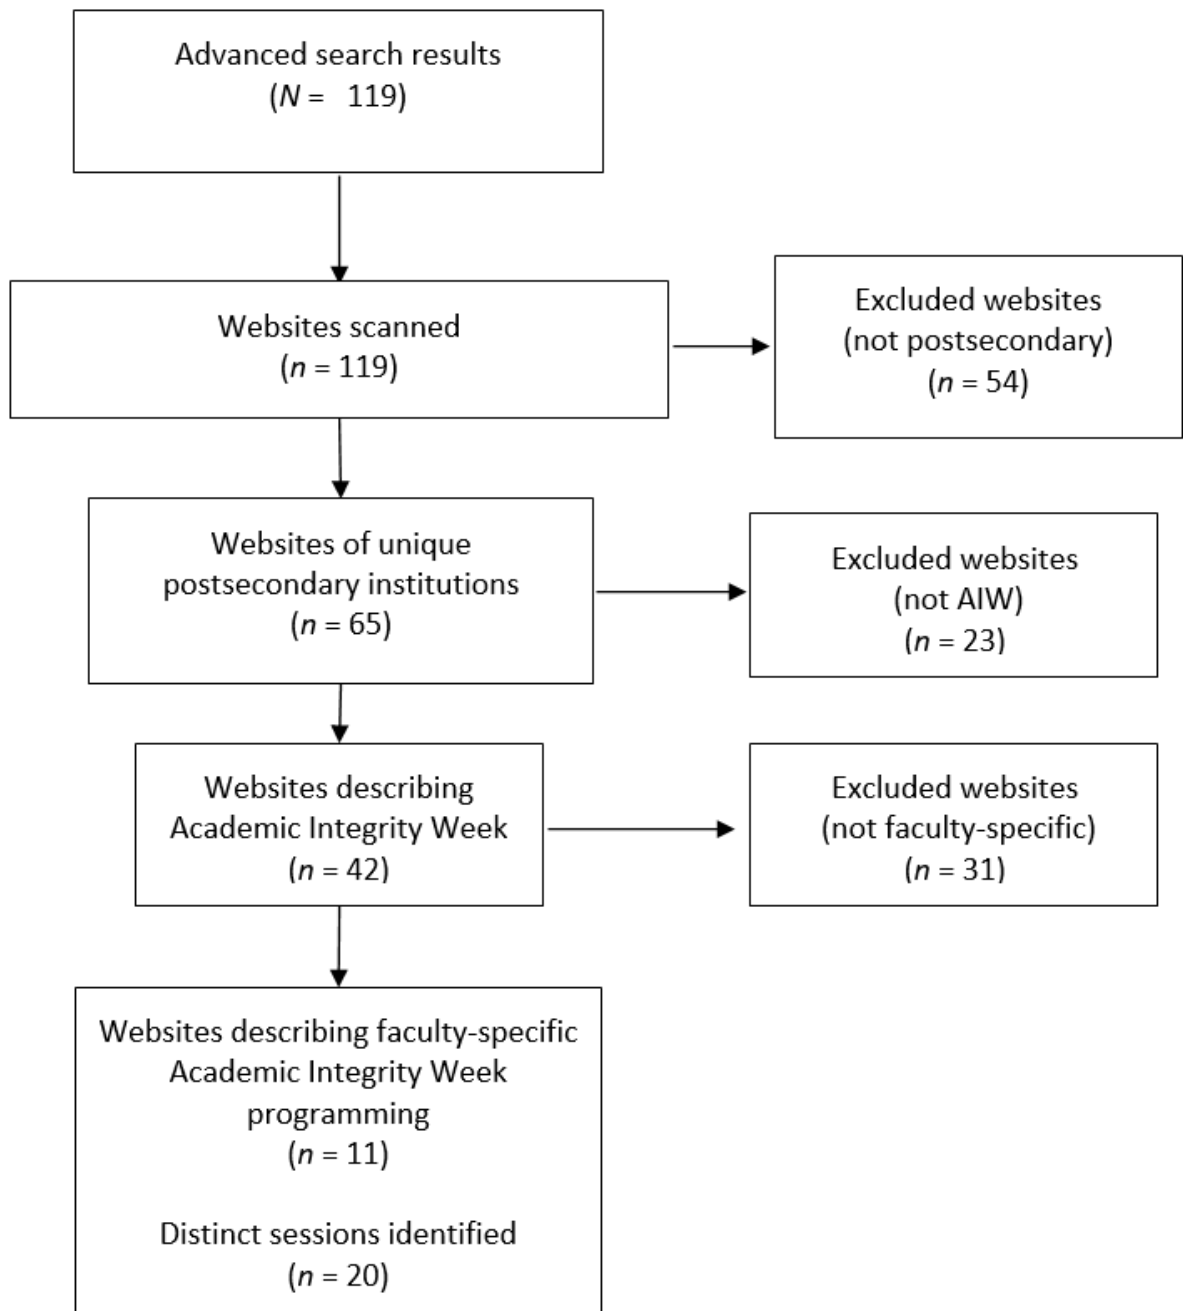 Advanced search results
(N = 119)
Websites scanned
(n = 119)
Excluded websites
(not postsecondary)
(n = 54)
Websites of unique
postsecondary institutions
(n = 65)
Excluded websites
(not AIW)
(n = 23)
Websites describing
Academic Integrity Week
(n = 42)
Excluded websites
(not faculty-specific)
(n = 31)
Websites describing faculty-specific
Academic Integrity Week
programming
(n = 11)
Distinct sessions identified
(n = 20)